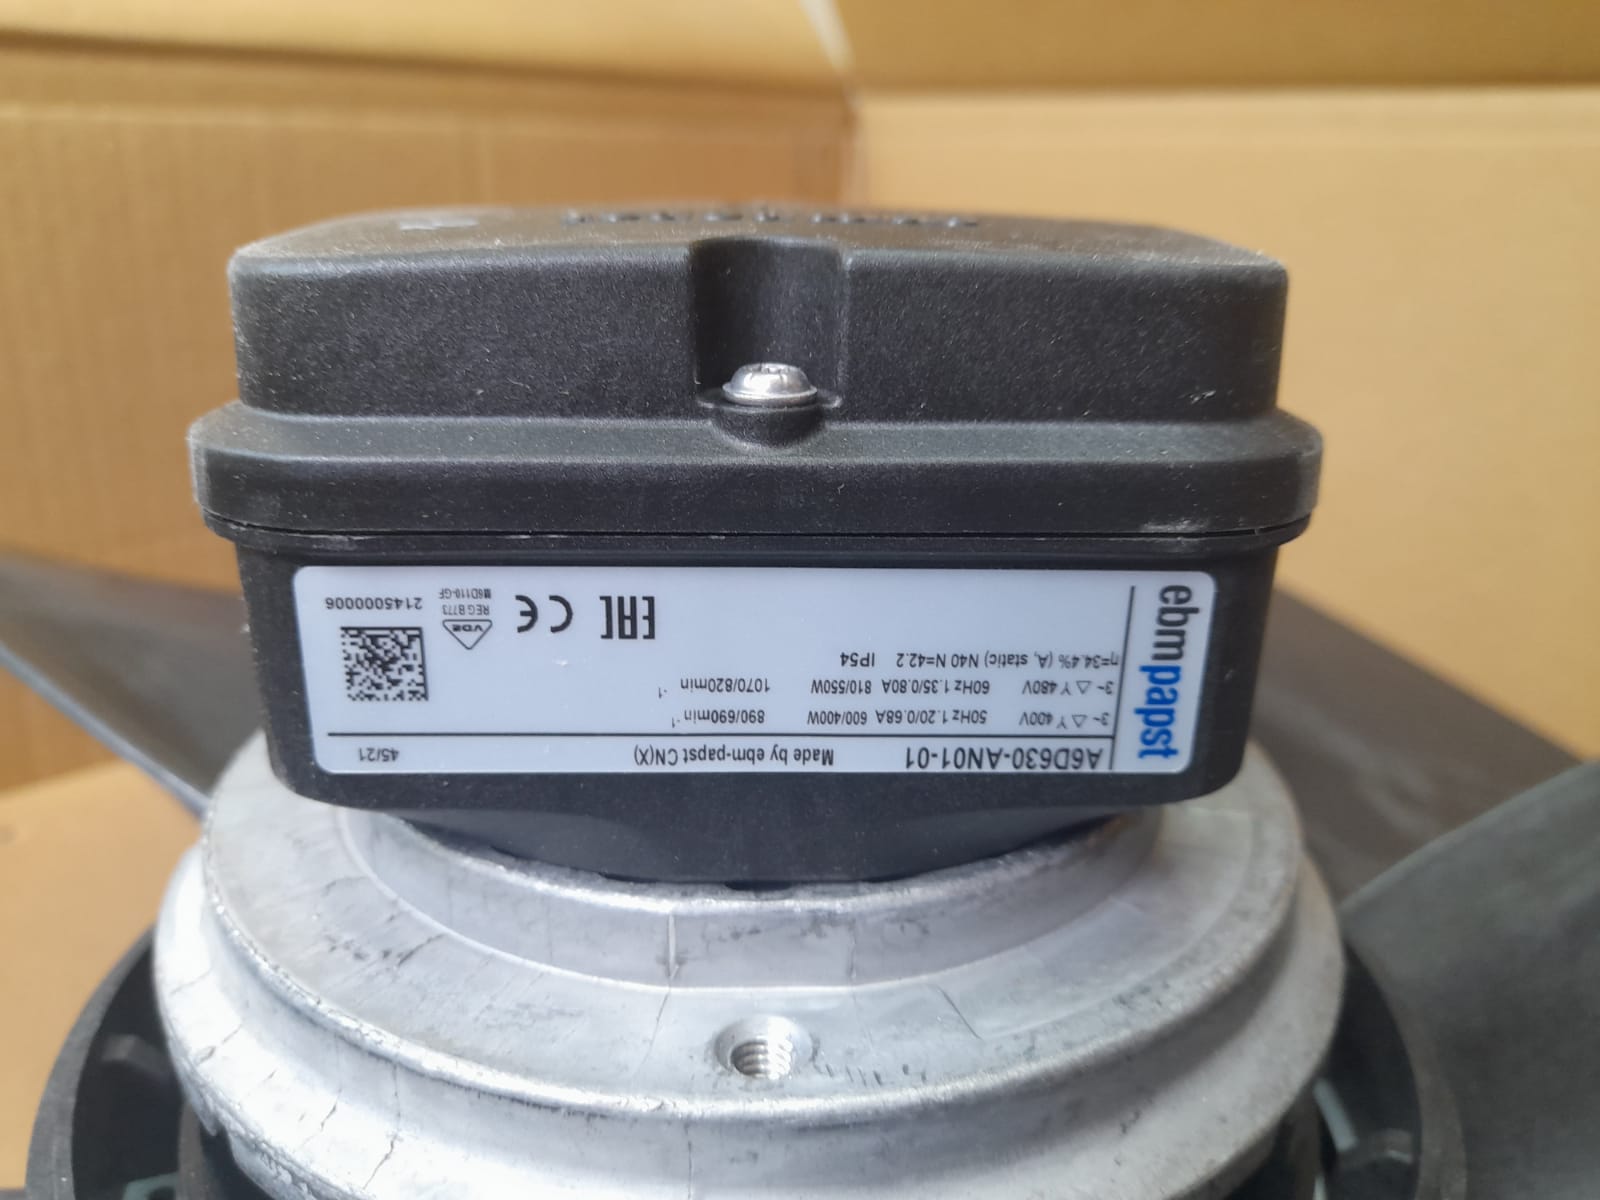 ebmpapst
A6D630-AN01-01 Made by ebm-papst CN(X) 45/21
3~ △ Y 400V 50Hz 1.20/0.68A 600/400W 890/690min⁻¹
3~ △ Y 480V 60Hz 1.35/0.80A 810/550W 1070/820min⁻¹
η=34.4% (A, static) N40 N=42.2 IP54
EAC CE VDE
REG B773
M6D110-GF
2145000006